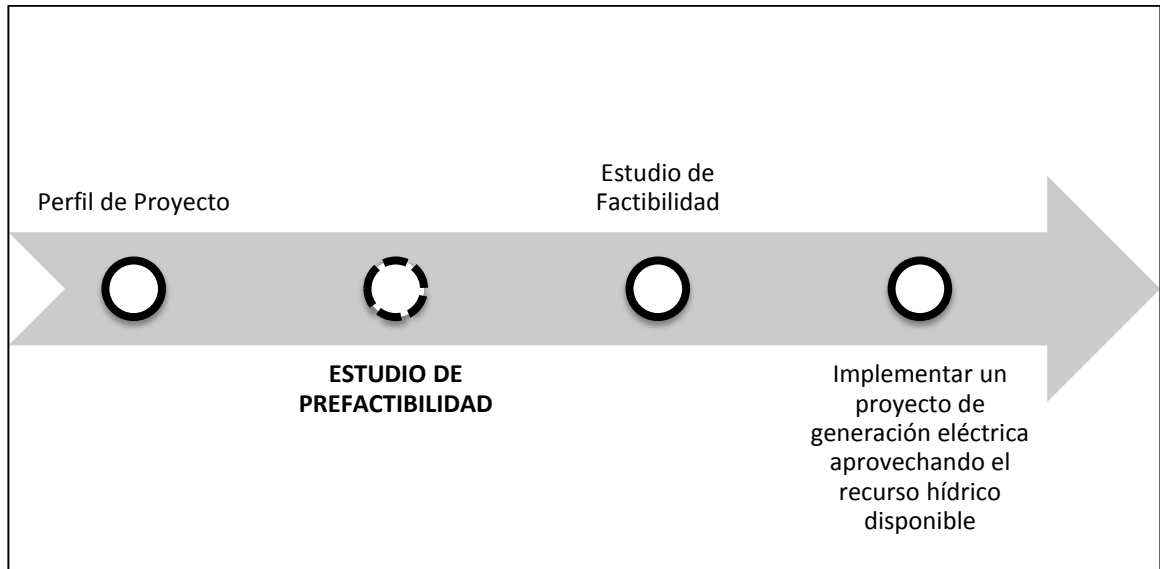 Perfil de Proyecto
ESTUDIO DE
PREFACTIBILIDAD
Estudio de
Factibilidad
Implementar un
proyecto de
generación eléctrica
aprovechando el
recurso hídrico
disponible